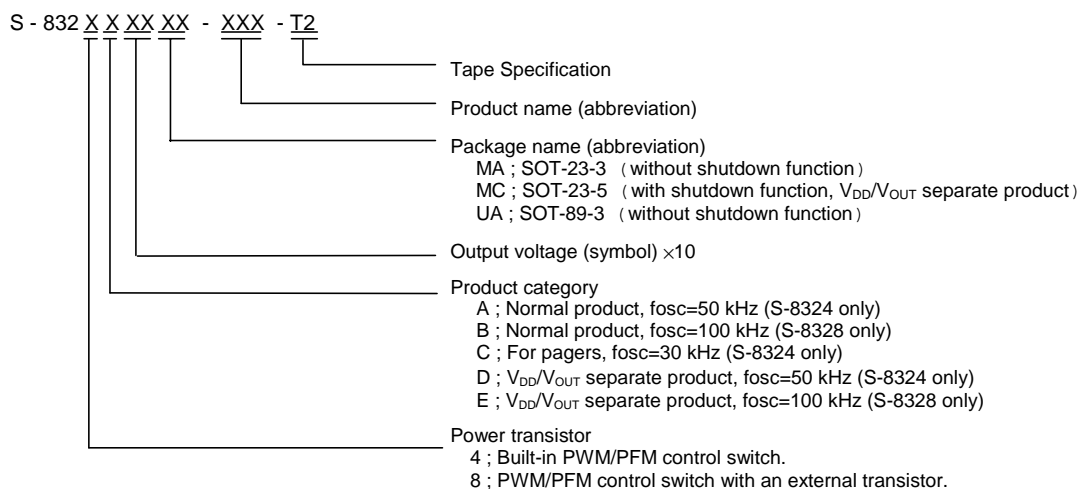 S - 832 X X XX XX - XXX - T2
Tape Specification
Product name (abbreviation)
Package name (abbreviation)
MA ; SOT-23-3 (without shutdown function)
MC ; SOT-23-5 (with shutdown function, VDD/VOUT separate product)
UA ; SOT-89-3 (without shutdown function)
Output voltage (symbol) ×10
Product category
A ; Normal product, fosc=50 kHz (S-8324 only)
B ; Normal product, fosc=100 kHz (S-8328 only)
C ; For pagers, fosc=30 kHz (S-8324 only)
D ; VDD/VOUT separate product, fosc=50 kHz (S-8324 only)
E ; VDD/VOUT separate product, fosc=100 kHz (S-8328 only)
Power transistor
4 ; Built-in PWM/PFM control switch.
8 ; PWM/PFM control switch with an external transistor.